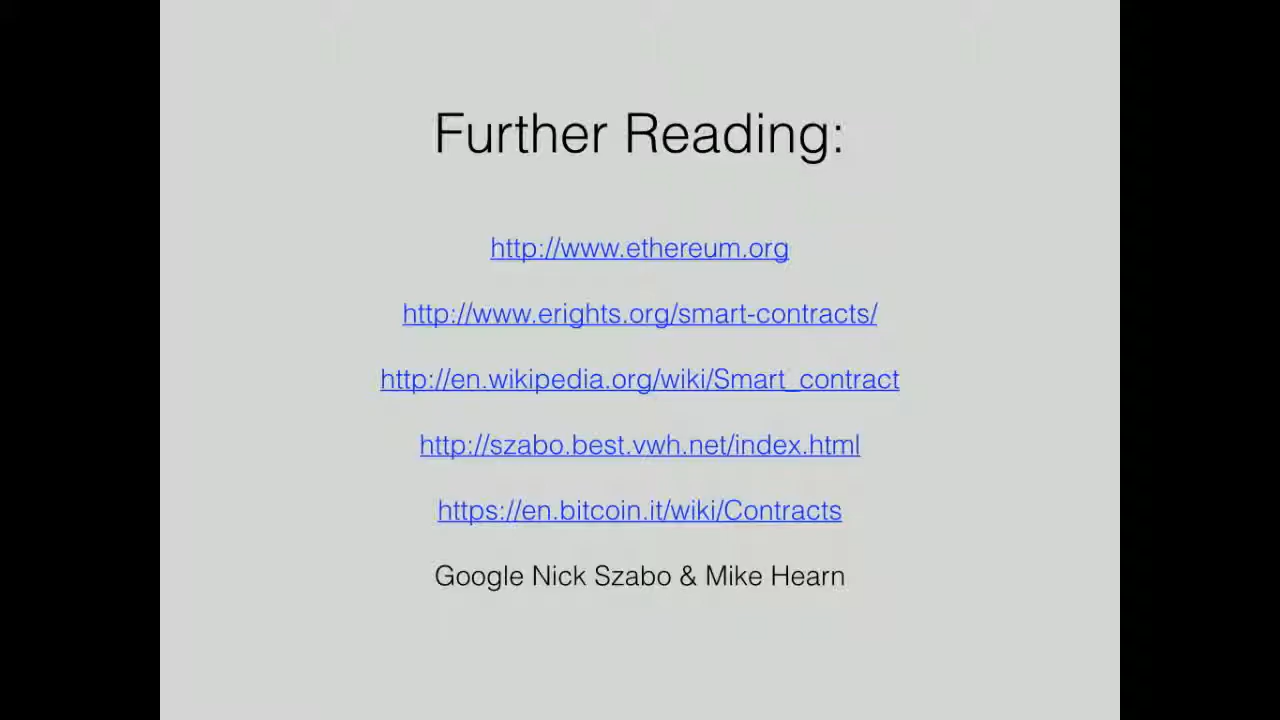 Further Reading:
http://www.ethereum.org
http://www.erights.org/smart-contracts/
http://en.wikipedia.org/wiki/Smart_contract
http://szabo.best.vwh.net/index.html
https://en.bitcoin.it/wiki/Contracts
Google Nick Szabo & Mike Hearn